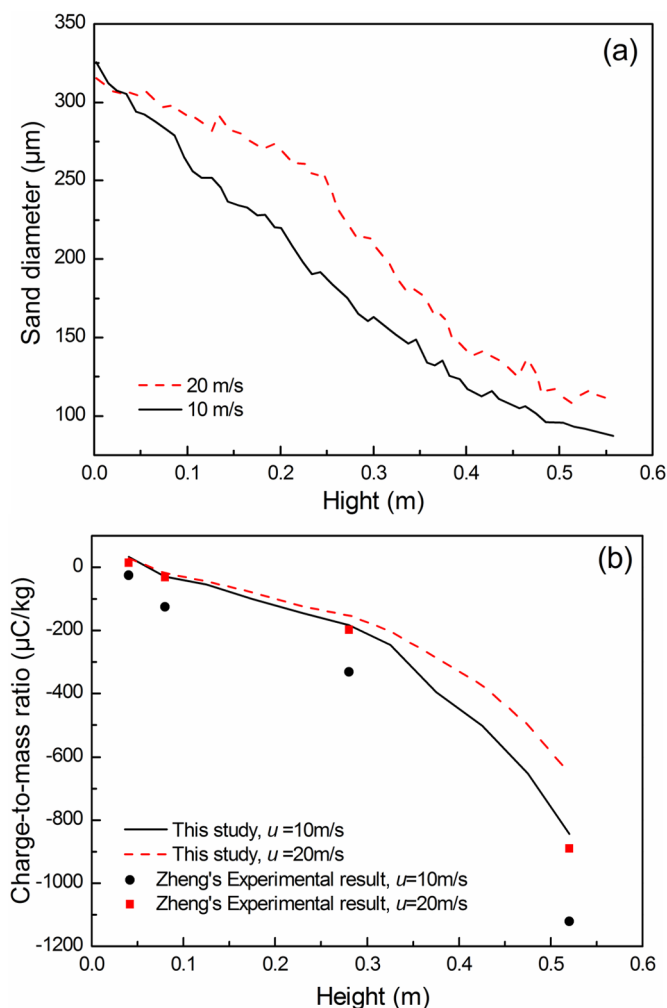 350
(a)
300
250
200
150
100
Sand diameter (µm)
20 m/s
10 m/s
0.0 0.1 0.2 0.3 0.4 0.5 0.6
Hight (m)
(b)
0
-200
-400
-600
-800
-1000
-1200
Charge-to-mass ratio (µC/kg)
This study, u =10m/s
This study, u =20m/s
Zheng's Experimental result, u=10m/s
Zheng's Experimental result, u=20m/s
0.0 0.1 0.2 0.3 0.4 0.5 0.6
Height (m)